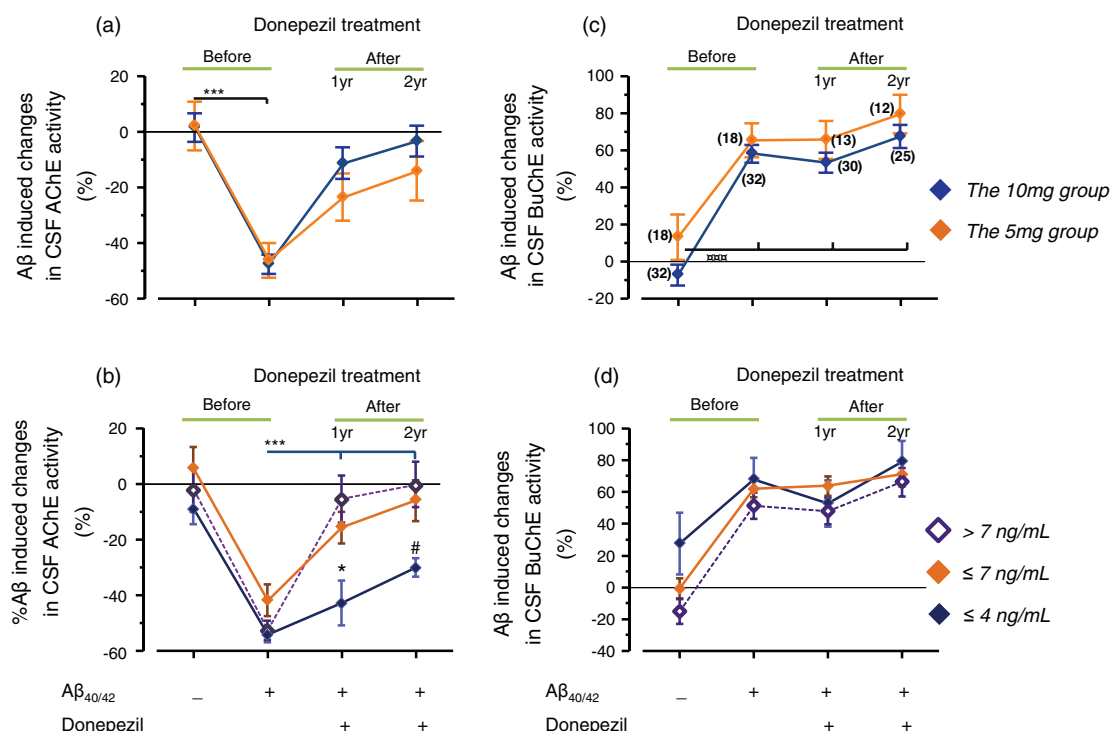 (a)
Donepezil treatment
Before
After
1yr
2yr
20
0
-20
-40
-60
***
Aβ induced changes
in CSF AChE activity
(%)
(c)
Donepezil treatment
Before
After
1yr
2yr
100
80
60
40
20
0
-20
Aβ induced changes
in CSF BuChE activity
(%)
(18)
(32)
(18)
(32)
(13)
(30)
(12)
(25)
¤¤¤
The 10mg group
The 5mg group
(b)
Donepezil treatment
Before
After
1yr
2yr
20
0
-20
-40
-60
***
*
#
%Aβ induced changes
in CSF AChE activity
(%)
Aβ40/42 – + + +
Donepezil + +
(d)
Donepezil treatment
Before
After
1yr
2yr
100
80
60
40
20
0
-20
-40
Aβ induced changes
in CSF BuChE activity
(%)
> 7 ng/mL
≤ 7 ng/mL
≤ 4 ng/mL
Aβ40/42 – + + +
Donepezil + +